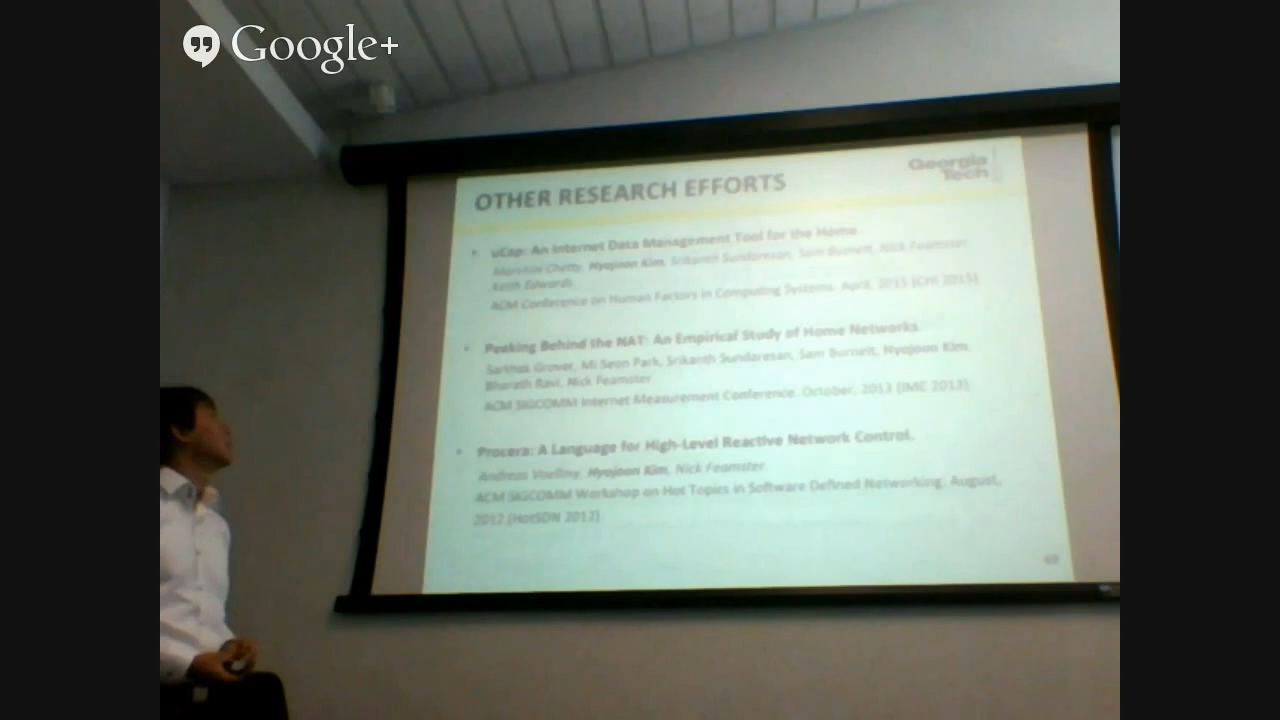 Google+
Georgia
Tech
OTHER RESEARCH EFFORTS
• uCap: An Internet Data Management Tool for the Home.
Marshini Chetty, Hyojoon Kim, Srikanth Sundaresan, Sam Burnett, Nick Feamster,
Keith Edwards.
ACM Conference on Human Factors in Computing Systems. April, 2015 (CHI 2015)
• Peeking Behind the NAT: An Empirical Study of Home Networks.
Sarthak Grover, Mi Seon Park, Srikanth Sundaresan, Sam Burnett, Hyojoon Kim,
Bharath Ravi, Nick Feamster.
ACM SIGCOMM Internet Measurement Conference. October, 2013 (IMC 2013)
• Procera: A Language for High-Level Reactive Network Control.
Andreas Voellmy, Hyojoon Kim, Nick Feamster.
ACM SIGCOMM Workshop on Hot Topics in Software Defined Networking. August,
2012 (HotSDN 2012)